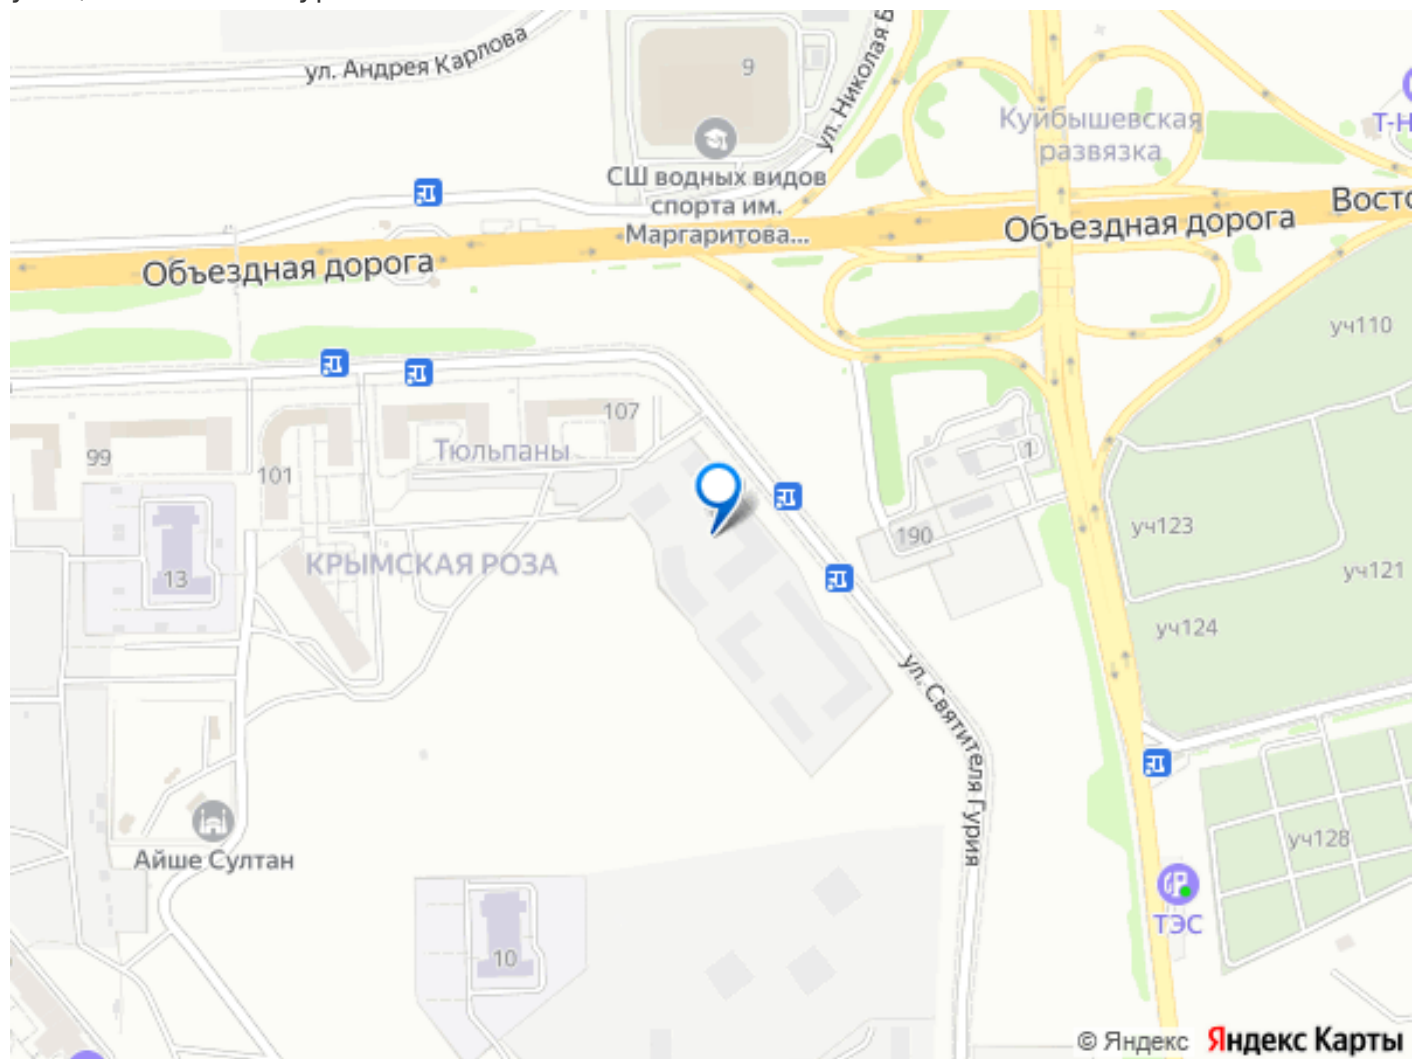 ул. Андрея Карлова
9
ул. Николая Б
Куйбышевская
развязка
Т-Н
СШ водных видов
спорта им.
Маргаритова...
Восто
Объездная дорога
Объездная дорога
уч110
107
Тюльпаны
99
101
1
190
уч123
КРЫМСКАЯ РОЗА
13
уч121
уч124
ул. Святителя Гурия
Айше Султан
уч128
ТЭС
10
© Яндекс Яндекс Карты